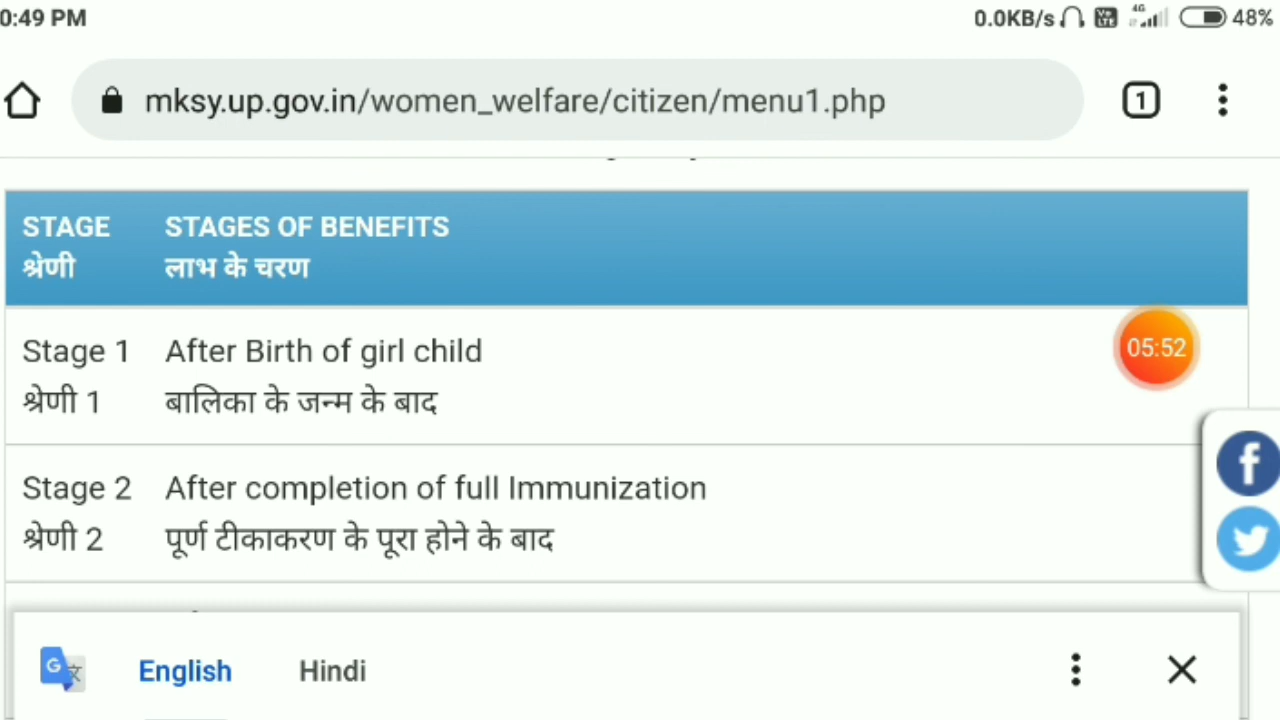 0:49 PM 0.0KB/s 4G 48%
mksy.up.gov.in/women_welfare/citizen/menu1.php 1
STAGE STAGES OF BENEFITS
श्रेणी लाभ के चरण
Stage 1 After Birth of girl child
श्रेणी 1 बालिका के जन्म के बाद
05:52
Stage 2 After completion of full Immunization
श्रेणी 2 पूर्ण टीकाकरण के पूरा होने के बाद
English Hindi